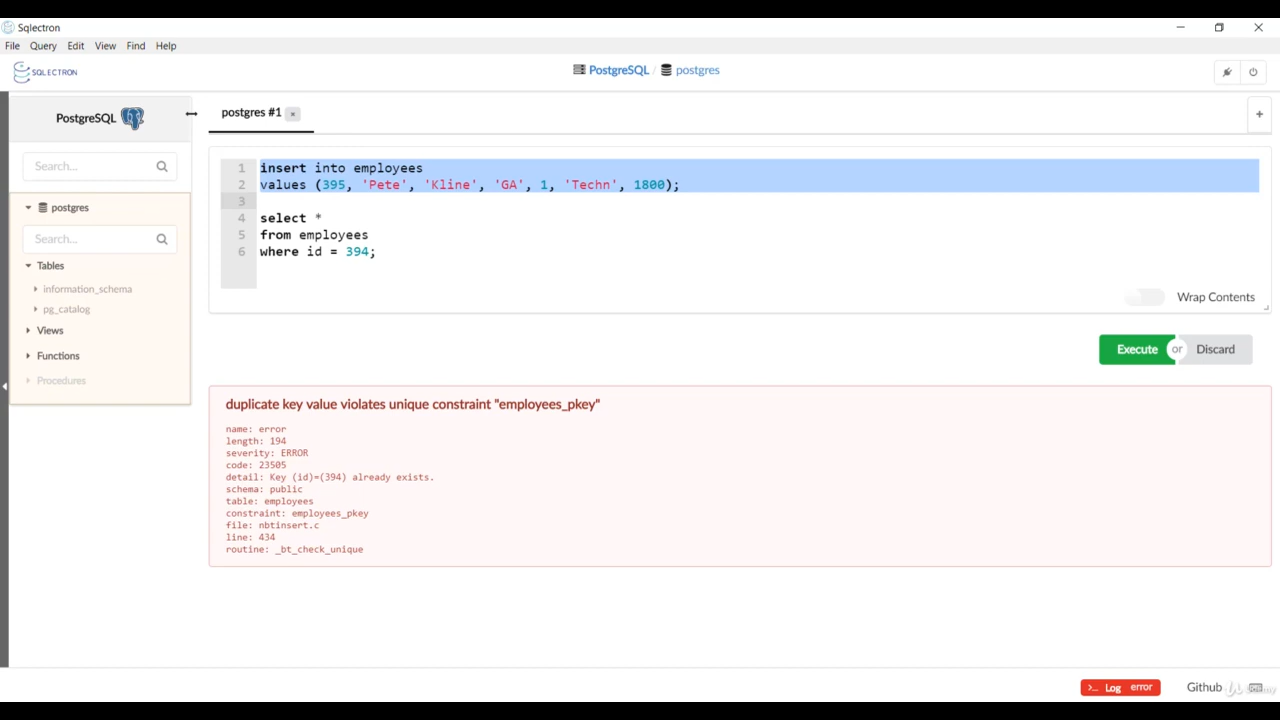 Sqlectron
File Query Edit View Find Help
SQLECTRON
PostgreSQL / postgres
PostgreSQL
postgres #1 ×
+
Search...
postgres
Search...
Tables
information_schema
pg_catalog
Views
Functions
Procedures
1 insert into employees
2 values (395, 'Pete', 'Kline', 'GA', 1, 'Techn', 1800);
3
4 select *
5 from employees
6 where id = 394;
Wrap Contents
Execute or Discard
duplicate key value violates unique constraint "employees_pkey"
name: error
length: 194
severity: ERROR
code: 23505
detail: Key (id)=(394) already exists.
schema: public
table: employees
constraint: employees_pkey
file: nbtinsert.c
line: 434
routine: _bt_check_unique
>_ Log error
Github